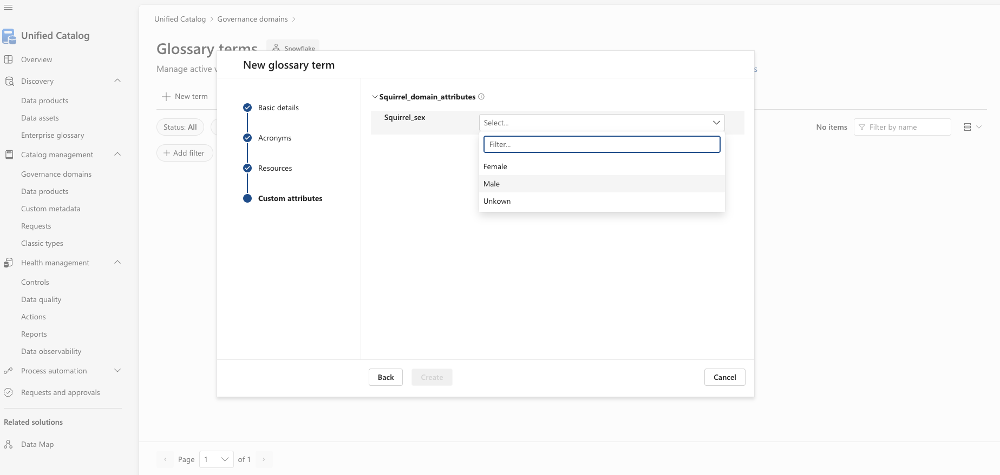 Unified Catalog
Overview
Discovery
Data products
Data assets
Enterprise glossary
Catalog management
Governance domains
Data products
Custom metadata
Requests
Classic types
Health management
Controls
Data quality
Actions
Reports
Data observability
Process automation
Requests and approvals
Related solutions
Data Map
Unified Catalog > Governance domains >
Glossary terms Snowflake
Manage active
New term
Status: All
Add filter
No items Filter by name
New glossary term
Basic details
Acronyms
Resources
Custom attributes
Squirrel_domain_attributes
Squirrel_sex
Select...
Filter...
Female
Male
Unkown
Back Create Cancel
Page 1 of 1